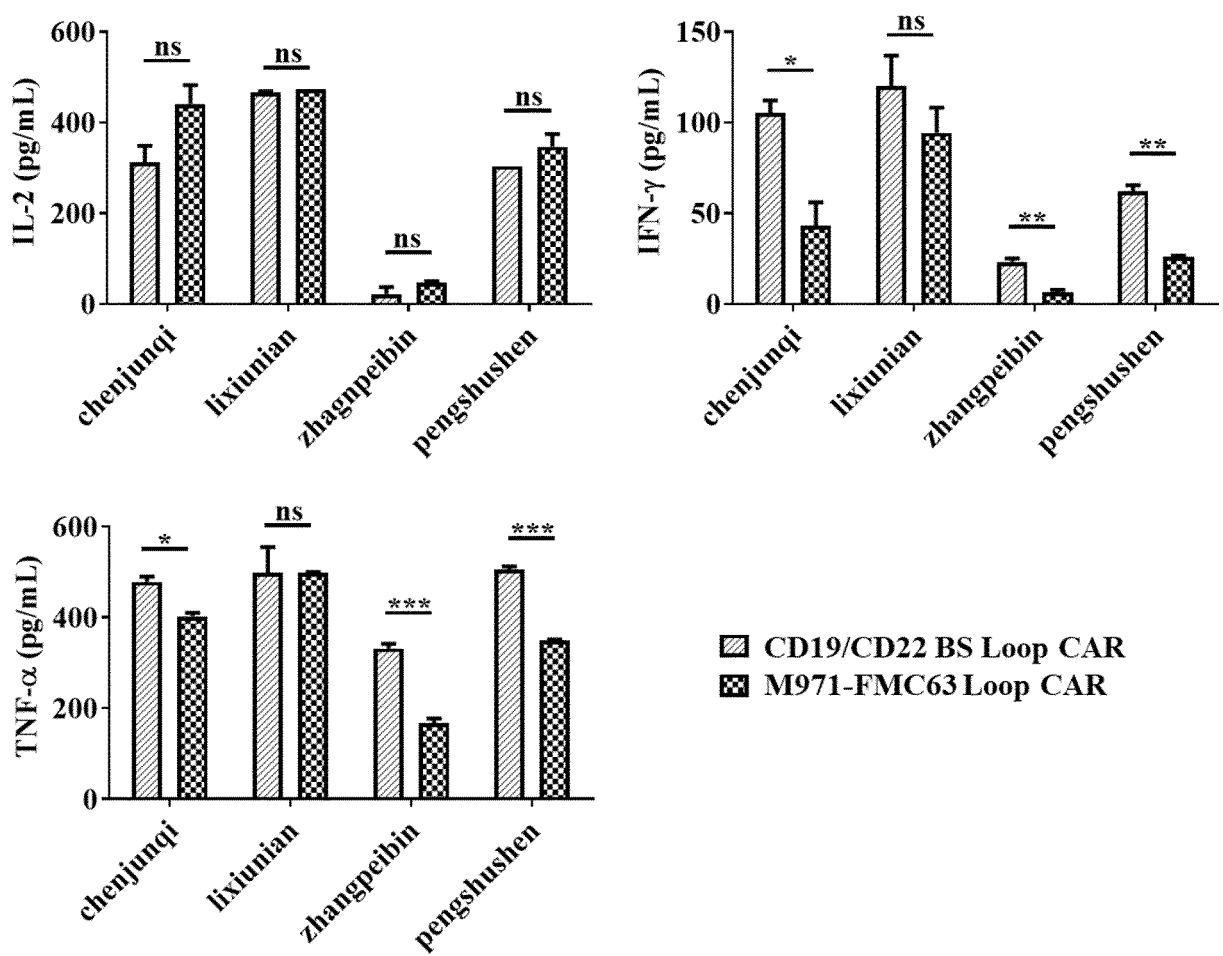 IL-2 (pg/mL)
600
400
200
0
ns
ns
ns
ns
chenjunqi
lixiunian
zhagnpeibin
pengshushen
IFN-γ (pg/mL)
150
100
50
0
*
ns
**
**
chenjunqi
lixiunian
zhangpeibin
pengshushen
TNF-α (pg/mL)
600
400
200
0
*
ns
***
***
chenjunqi
lixiunian
zhangpeibin
pengshushen
CD19/CD22 BS Loop CAR
M971-FMC63 Loop CAR